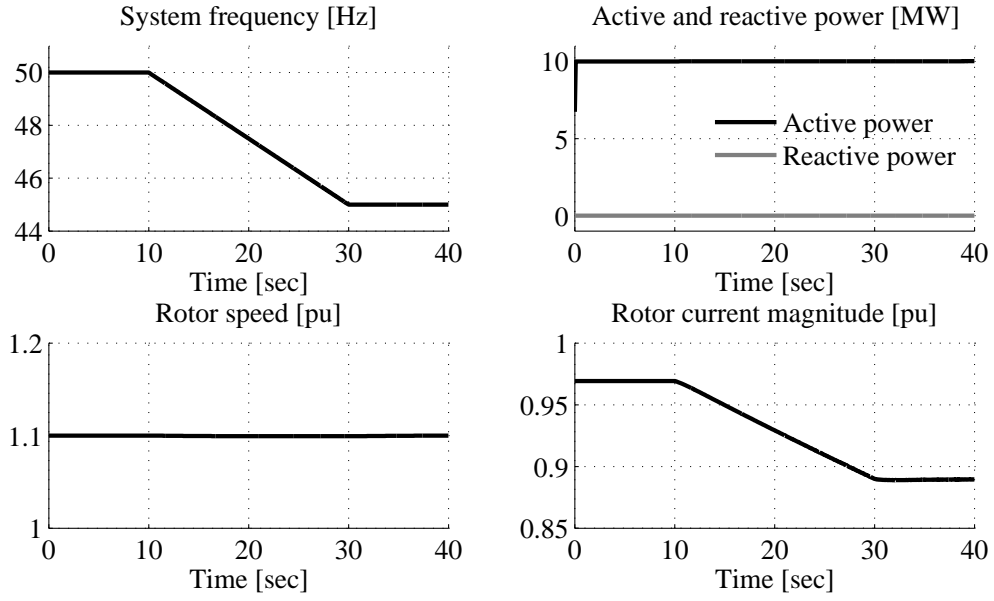 System frequency [Hz]
50
48
46
44
0 10 20 30 40
Time [sec]
Active and reactive power [MW]
10
5
0
Active power
Reactive power
0 10 20 30 40
Time [sec]
Rotor speed [pu]
1.2
1.1
1
0 10 20 30 40
Time [sec]
Rotor current magnitude [pu]
1
0.95
0.9
0.85
0 10 20 30 40
Time [sec]